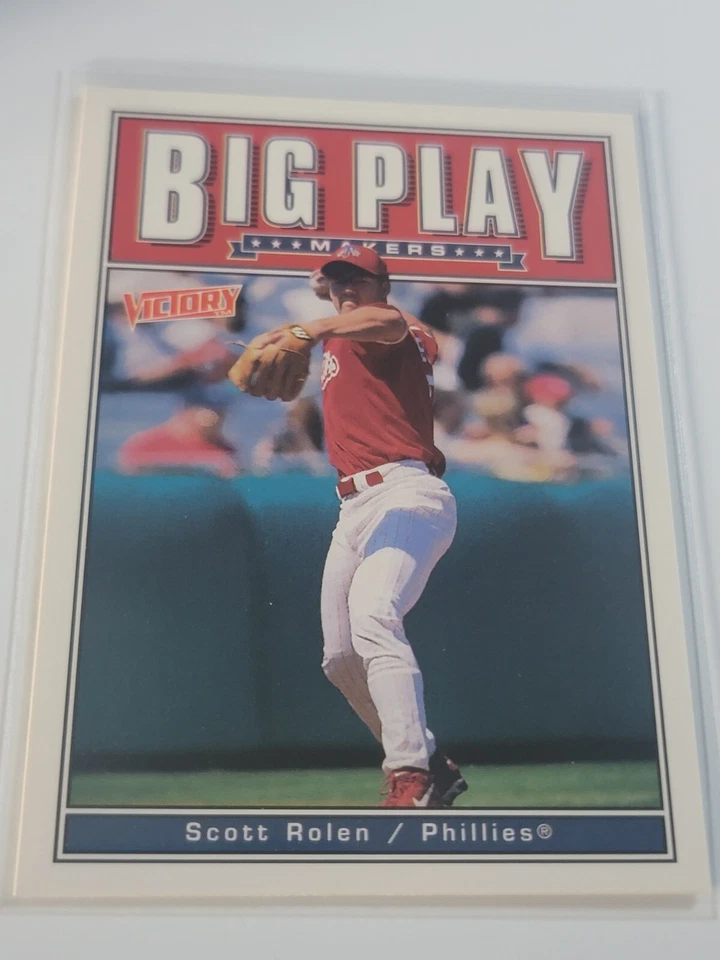 BIG PLAY
★★★MAKERS★★★
VICTORY
Scott Rolen / Phillies®